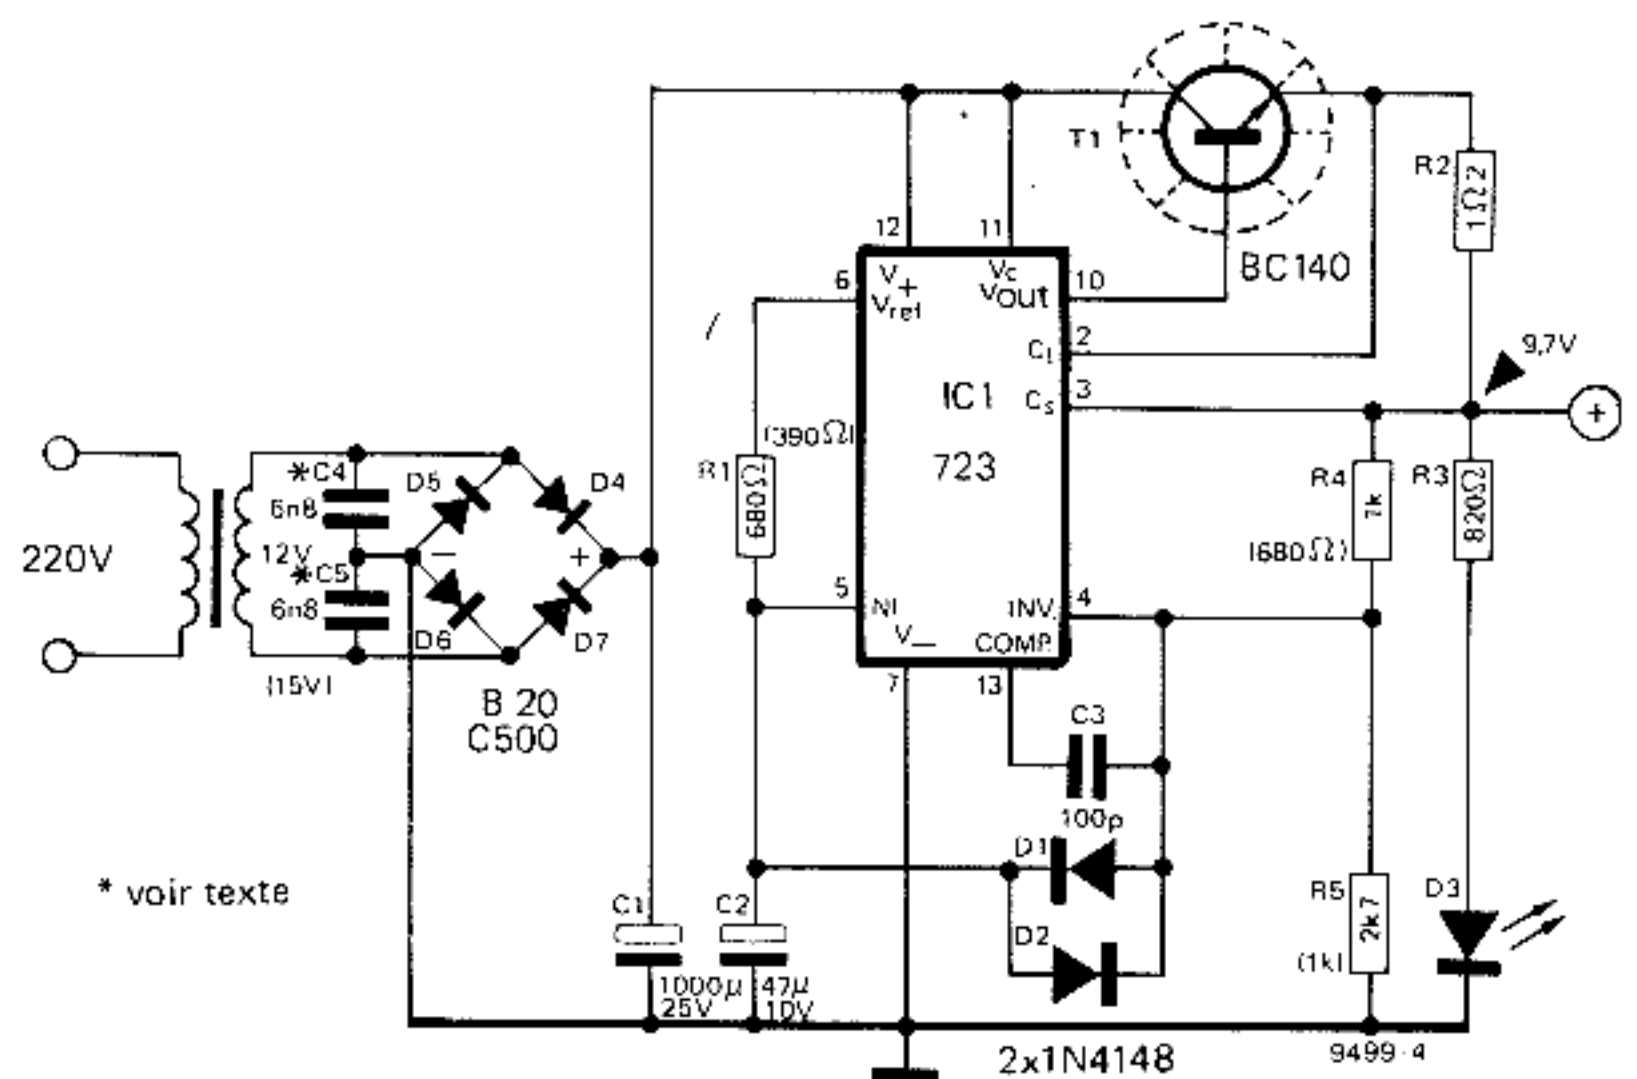 T1
R2
1Ω2
12
11
BC140
6
V+
Vc
10
Vref
VOUT
2
CL
9,7V
3
CS
IC1
+
(390Ω)
723
R1
680Ω
R4
1k
R3
820Ω
(680Ω)
*C4
6n8
D5
D4
220V
12V
–
+
*C5
6n8
D6
D7
(15V)
B 20
C500
5
NI
INV.
4
V–
COMP.
7
13
C3
100p
D1
* voir texte
C1
C2
D2
R5
2k7
D3
(1k)
1000µ
25V
47µ
10V
2x1N4148
9499-4